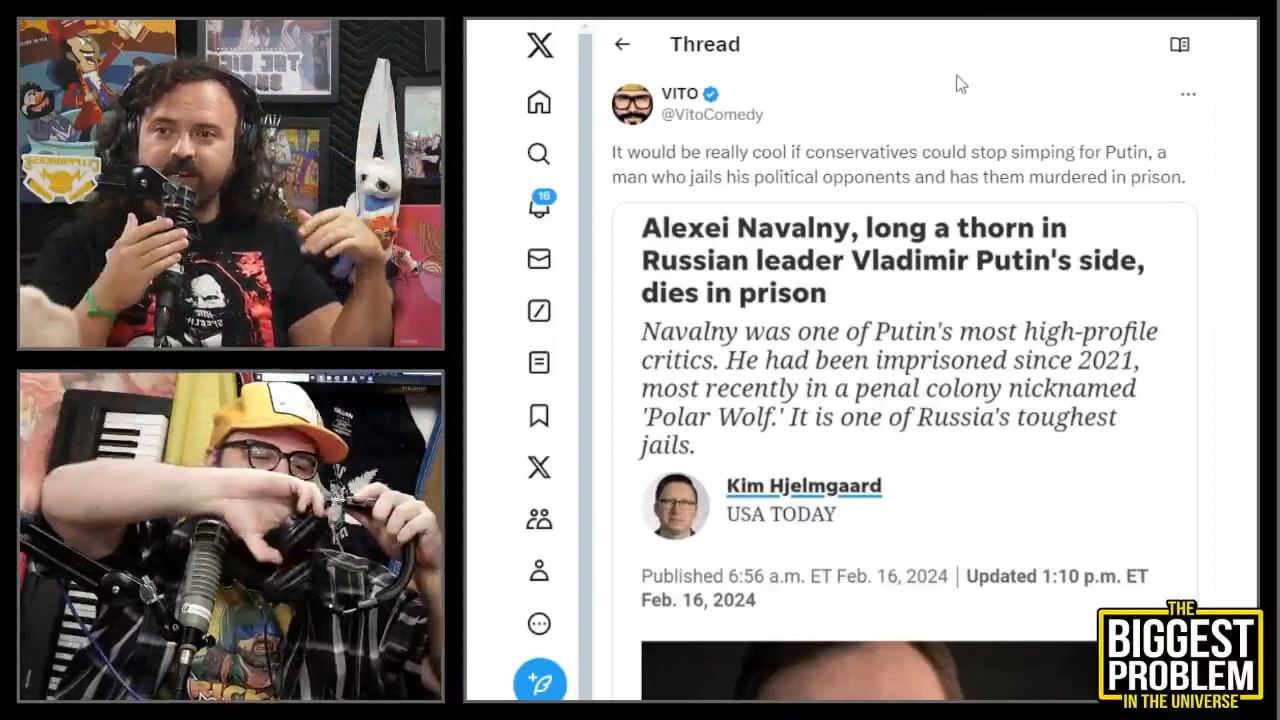 Thread
VITO
@VitoComedy
It would be really cool if conservatives could stop simping for Putin, a
man who jails his political opponents and has them murdered in prison.
Alexei Navalny, long a thorn in
Russian leader Vladimir Putin's side,
dies in prison
Navalny was one of Putin's most high-profile
critics. He had been imprisoned since 2021,
most recently in a penal colony nicknamed
'Polar Wolf.' It is one of Russia's toughest
jails.
Kim Hjelmgaard
USA TODAY
Published 6:56 a.m. ET Feb. 16, 2024 | Updated 1:10 p.m. ET
Feb. 16, 2024
16
THE
BIGGEST
PROBLEM
IN THE UNIVERSE
THE DICK
SHOW